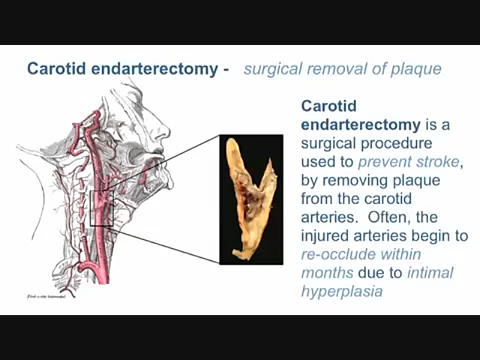 Carotid endarterectomy - surgical removal of plaque
Carotid
endarterectomy is a
surgical procedure
used to prevent stroke,
by removing plaque
from the carotid
arteries. Often, the
injured arteries begin to
re-occlude within
months due to intimal
hyperplasia